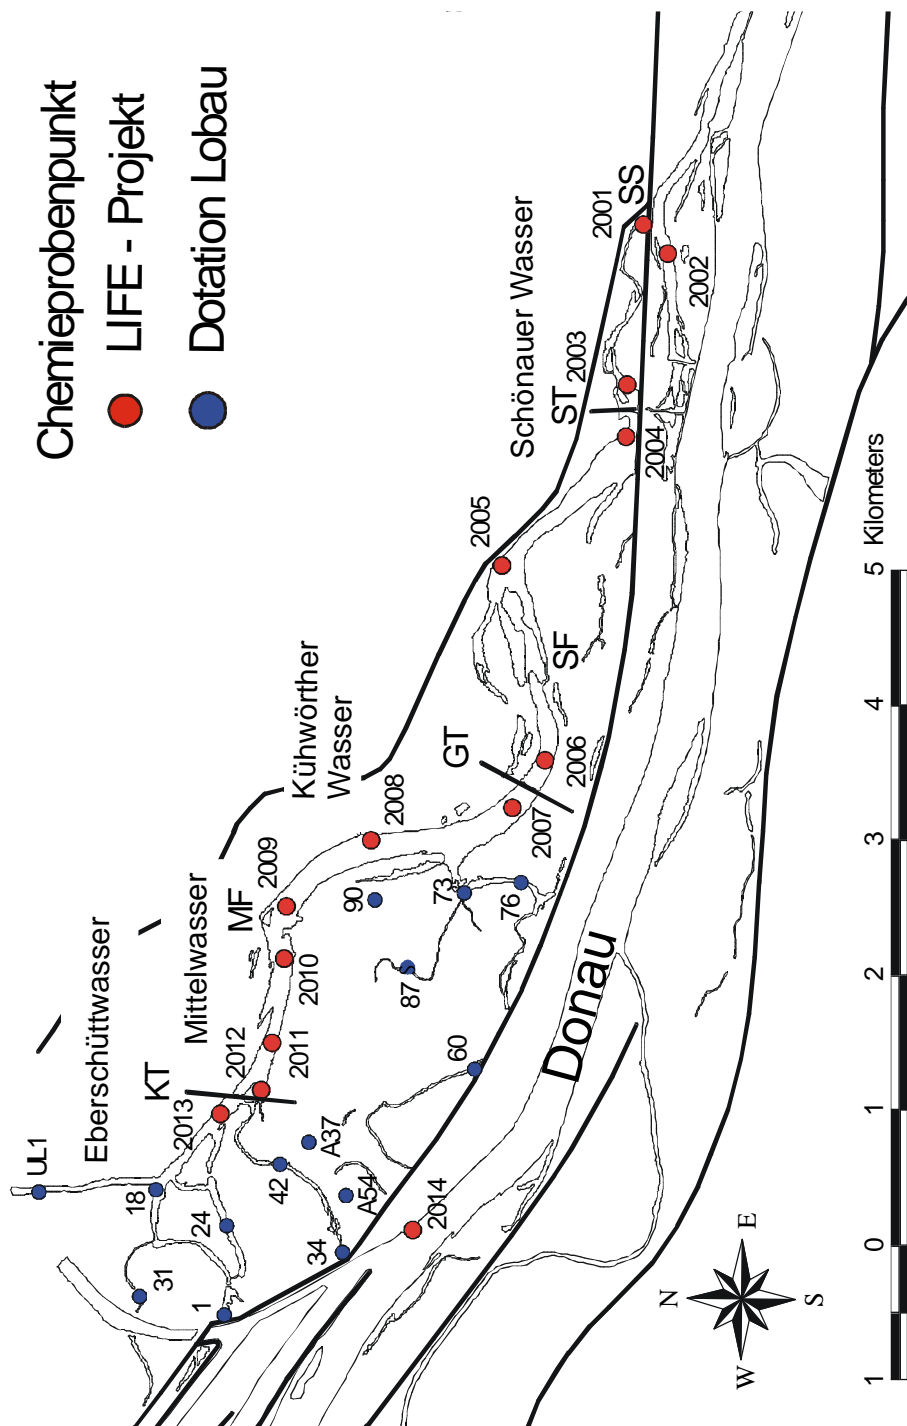 Chemieprobenpunkt
LIFE - Projekt
Dotation Lobau
UL1
Eberschüttwasser
18
31
24
1
2013
KT
2012
Mittelwasser
MF
2009
2011
2010
Kühwörther
Wasser
2008
90
42
A37
A54
34
2014
60
87
73
76
2007
GT
2006
SF
2005
Schönauer Wasser
ST
2003
2004
2001
SS
2002
Donau
N
E
S
W
1
0
1
2
3
4
5
Kilometers